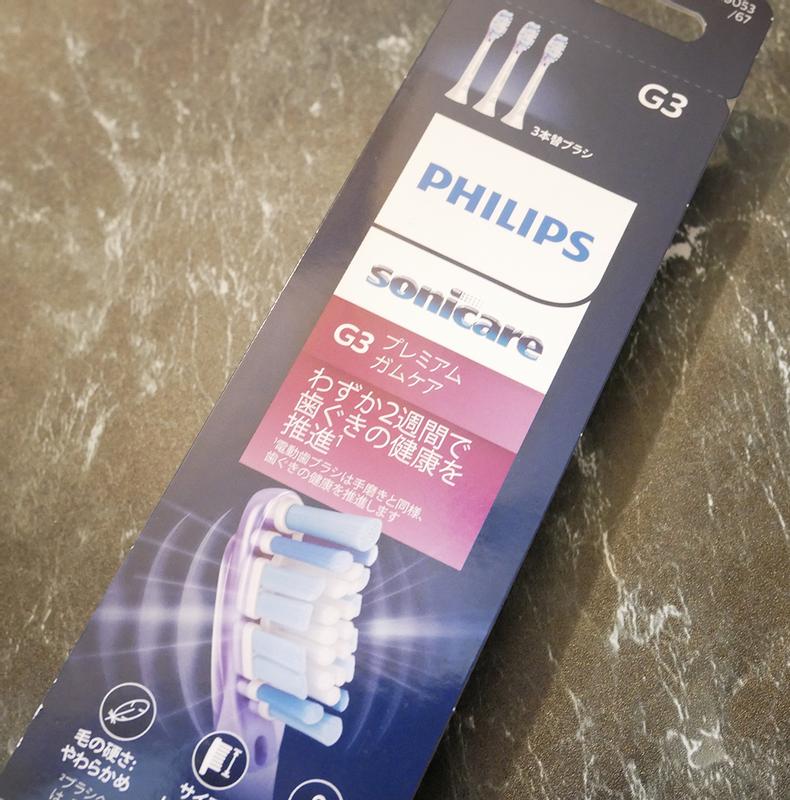 /67
G3
3本替ブラシ
PHILIPS
sonicare
G3 プレミアム
ガムケア
わずか2週間で
歯ぐきの健康を
推進¹
¹電動歯ブラシは手磨きと同様、
歯ぐきの健康を推進します
毛の硬さ:
やわらかめ